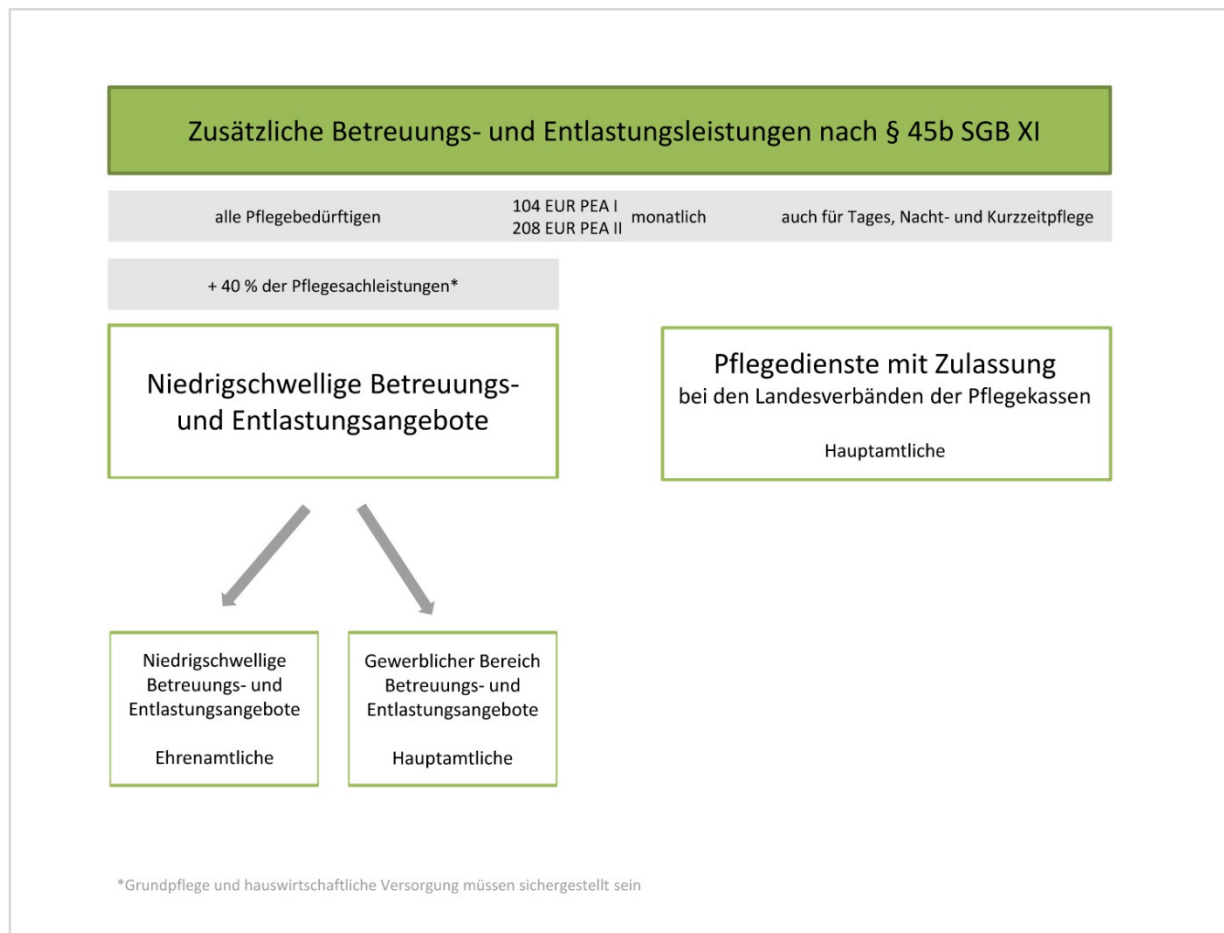 Zusätzliche Betreuungs- und Entlastungsleistungen nach § 45b SGB XI
alle Pflegebedürftigen
104 EUR PEA I
208 EUR PEA II
monatlich
auch für Tages, Nacht- und Kurzzeitpflege
+ 40 % der Pflegesachleistungen*
Niedrigschwellige Betreuungs-
und Entlastungsangebote
Pflegedienste mit Zulassung
bei den Landesverbänden der Pflegekassen
Hauptamtliche
Niedrigschwellige
Betreuungs- und
Entlastungsangebote
Ehrenamtliche
Gewerblicher Bereich
Betreuungs- und
Entlastungsangebote
Hauptamtliche
*Grundpflege und hauswirtschaftliche Versorgung müssen sichergestellt sein